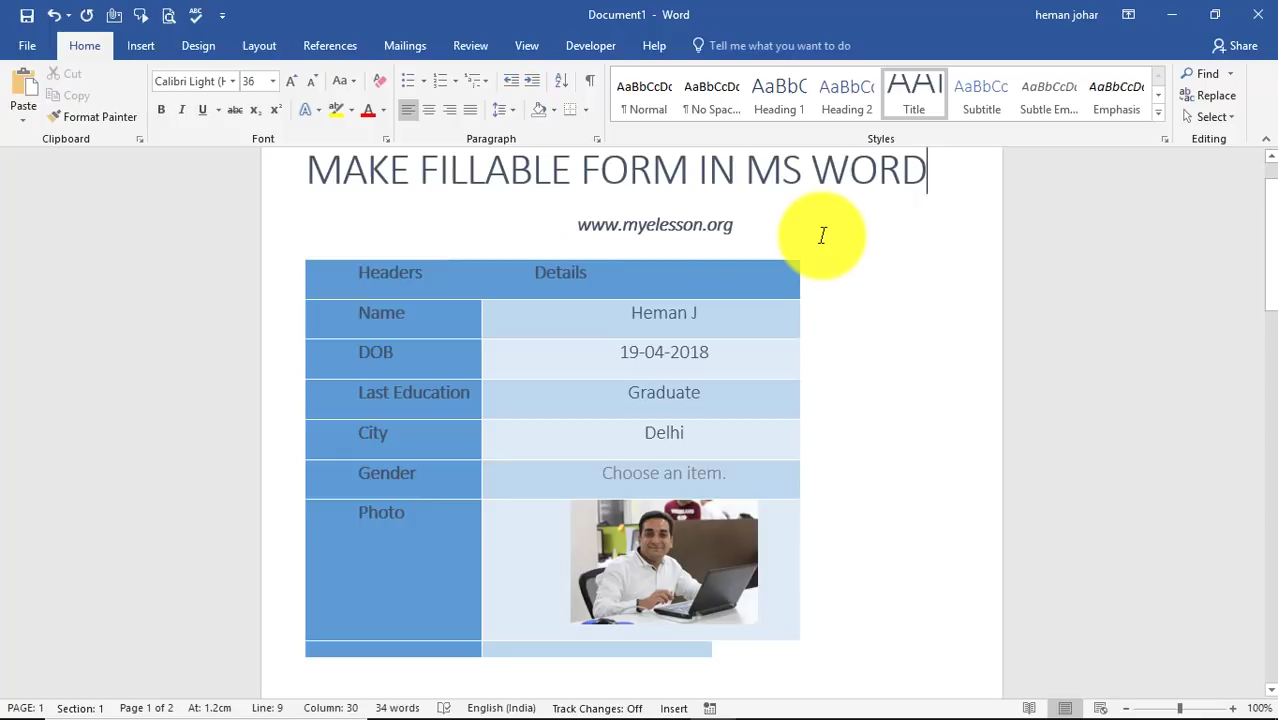 Document1 - Word
heman johar
File Home Insert Design Layout References Mailings Review View Developer Help Tell me what you want to do Share
Paste
Cut
Copy
Format Painter
Clipboard
Calibri Light (H 36
Font
Paragraph
AaBbCcDc AaBbCcDc AaBbC AaBbCc AAI AaBbCc AaBbCcDc AaBbCcDc
¶ Normal ¶ No Spac... Heading 1 Heading 2 Title Subtitle Subtle Em... Emphasis
Styles
Find
Replace
Select
Editing
MAKE FILLABLE FORM IN MS WORD
www.myelesson.org
Headers Details
Name Heman J
DOB 19-04-2018
Last Education Graduate
City Delhi
Gender Choose an item.
Photo
PAGE: 1 Section: 1 Page 1 of 2 At: 1.2cm Line: 9 Column: 30 34 words English (India) Track Changes: Off Insert 100%